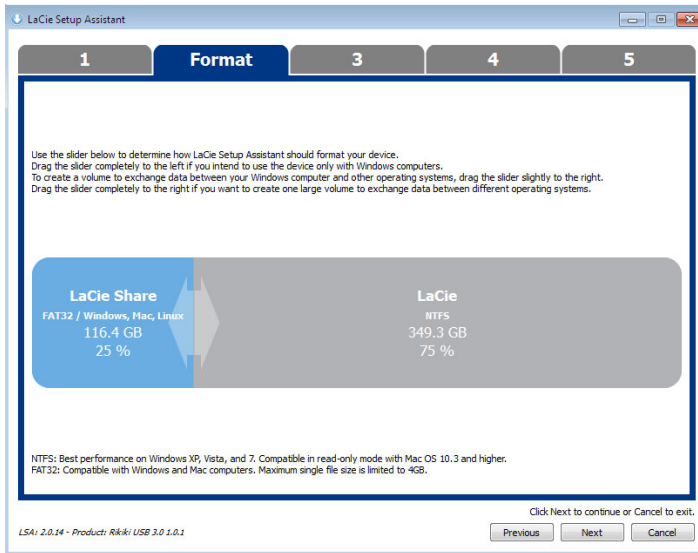 LaCie Setup Assistant
1
Format
3
4
5
Use the slider below to determine how LaCie Setup Assistant should format your device.
Drag the slider completely to the left if you intend to use the device only with Windows computers.
To create a volume to exchange data between your Windows computer and other operating systems, drag the slider slightly to the right.
Drag the slider completely to the right if you want to create one large volume to exchange data between different operating systems.
LaCie Share
FAT32 / Windows, Mac, Linux
116.4 GB
25 %
LaCie
NTFS
349.3 GB
75 %
NTFS: Best performance on Windows XP, Vista, and 7. Compatible in read-only mode with Mac OS 10.3 and higher.
FAT32: Compatible with Windows and Mac computers. Maximum single file size is limited to 4GB.
Click Next to continue or Cancel to exit.
LSA: 2.0.14 - Product: Rikiki USB 3.0 1.0.1
Previous
Next
Cancel